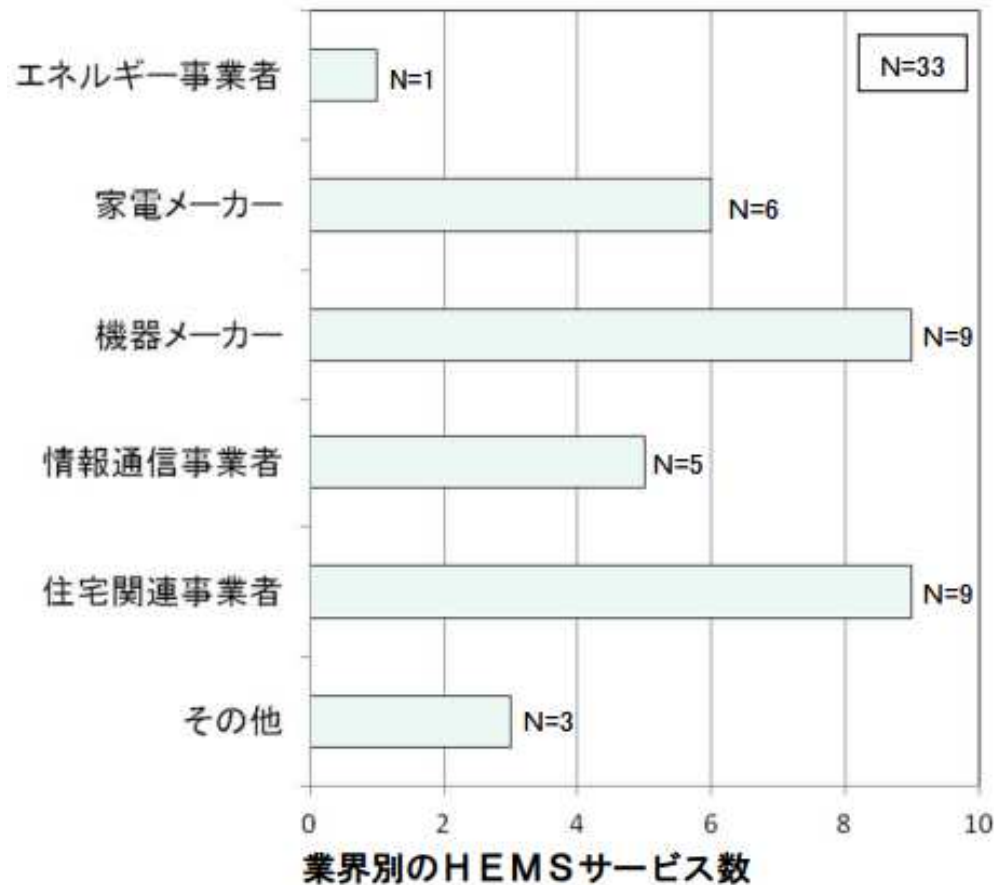 エネルギー事業者
N=1
N=33
家電メーカー
N=6
機器メーカー
N=9
情報通信事業者
N=5
住宅関連事業者
N=9
その他
N=3
0 2 4 6 8 10
業界別のHEMSサービス数